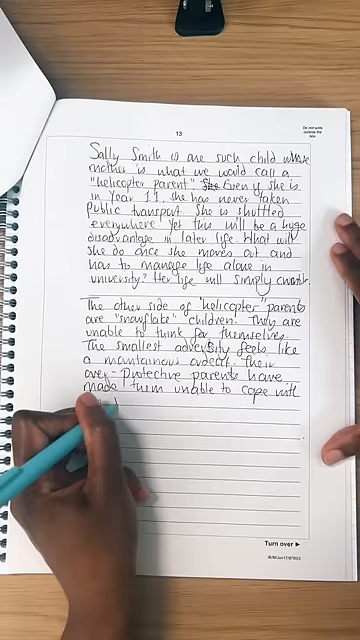 13
Do not write
outside the
box
Sally Smith is are such child whose
mother is what we would call a
"helicopter parent". She Even if she is
in Year 11, she has never taken
public transport. She is shuttled
everywhere! Yet this will be a huge
disadvantage in later life. What will
she do once she moves out and
has to manage life alone in
university? Her life will simply crumble.
The other side of "helicopter" parents
are "snowflake" children. They are
unable to think for themselves.
The smallest adversity feels like
a mountainous Their
over-Protective parents have
made them unable to cope with
Turn over
IB/M/Jun17/8700/2